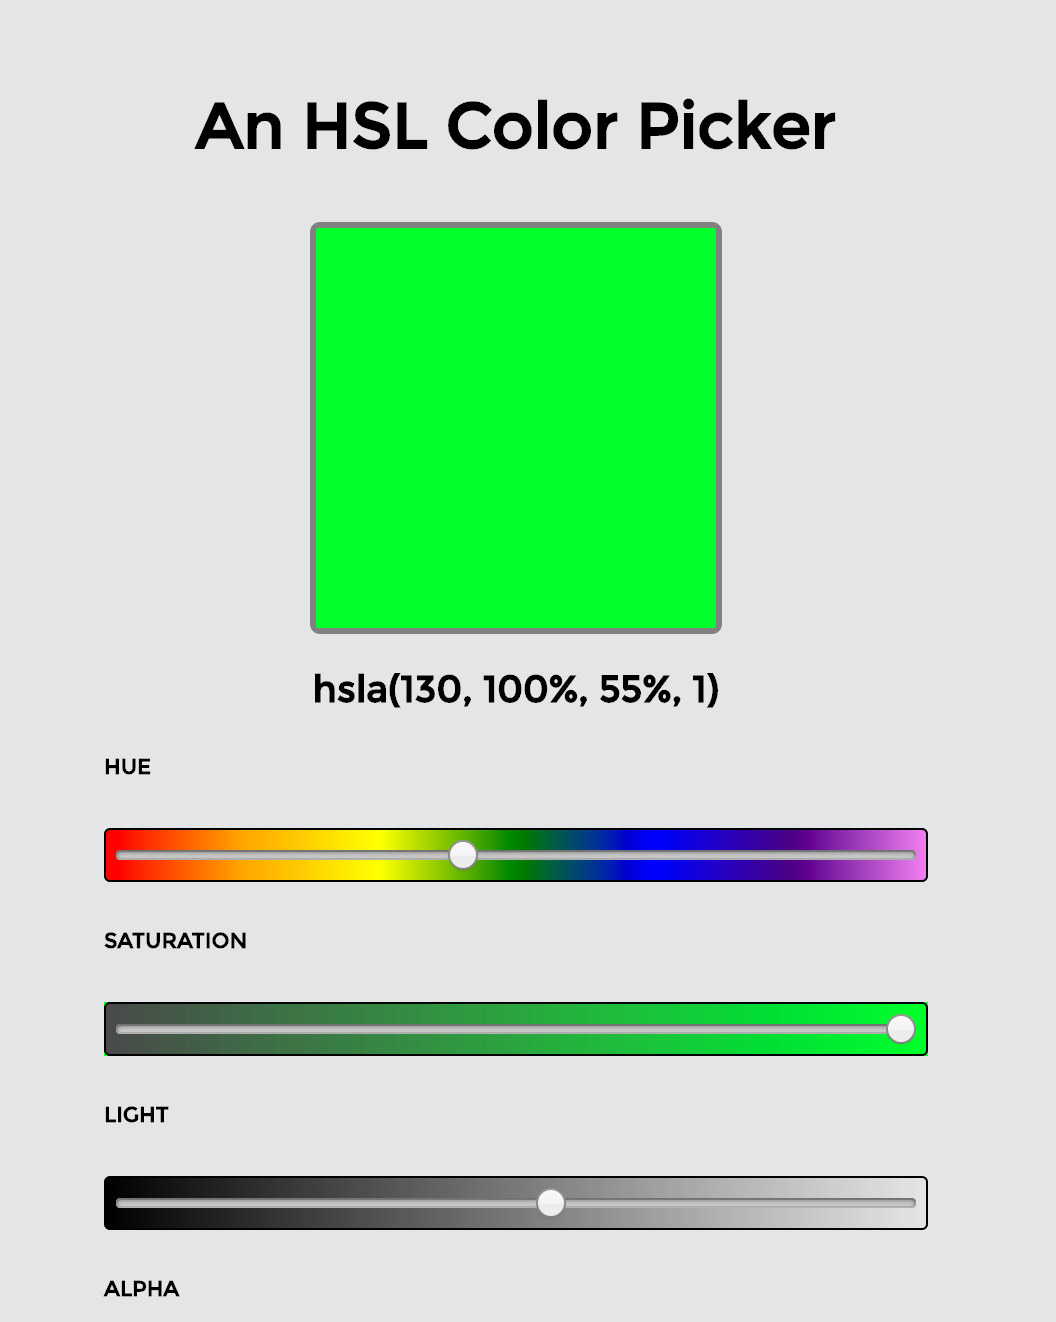 An HSL Color Picker
hsla(130, 100%, 55%, 1)
HUE
SATURATION
LIGHT
ALPHA